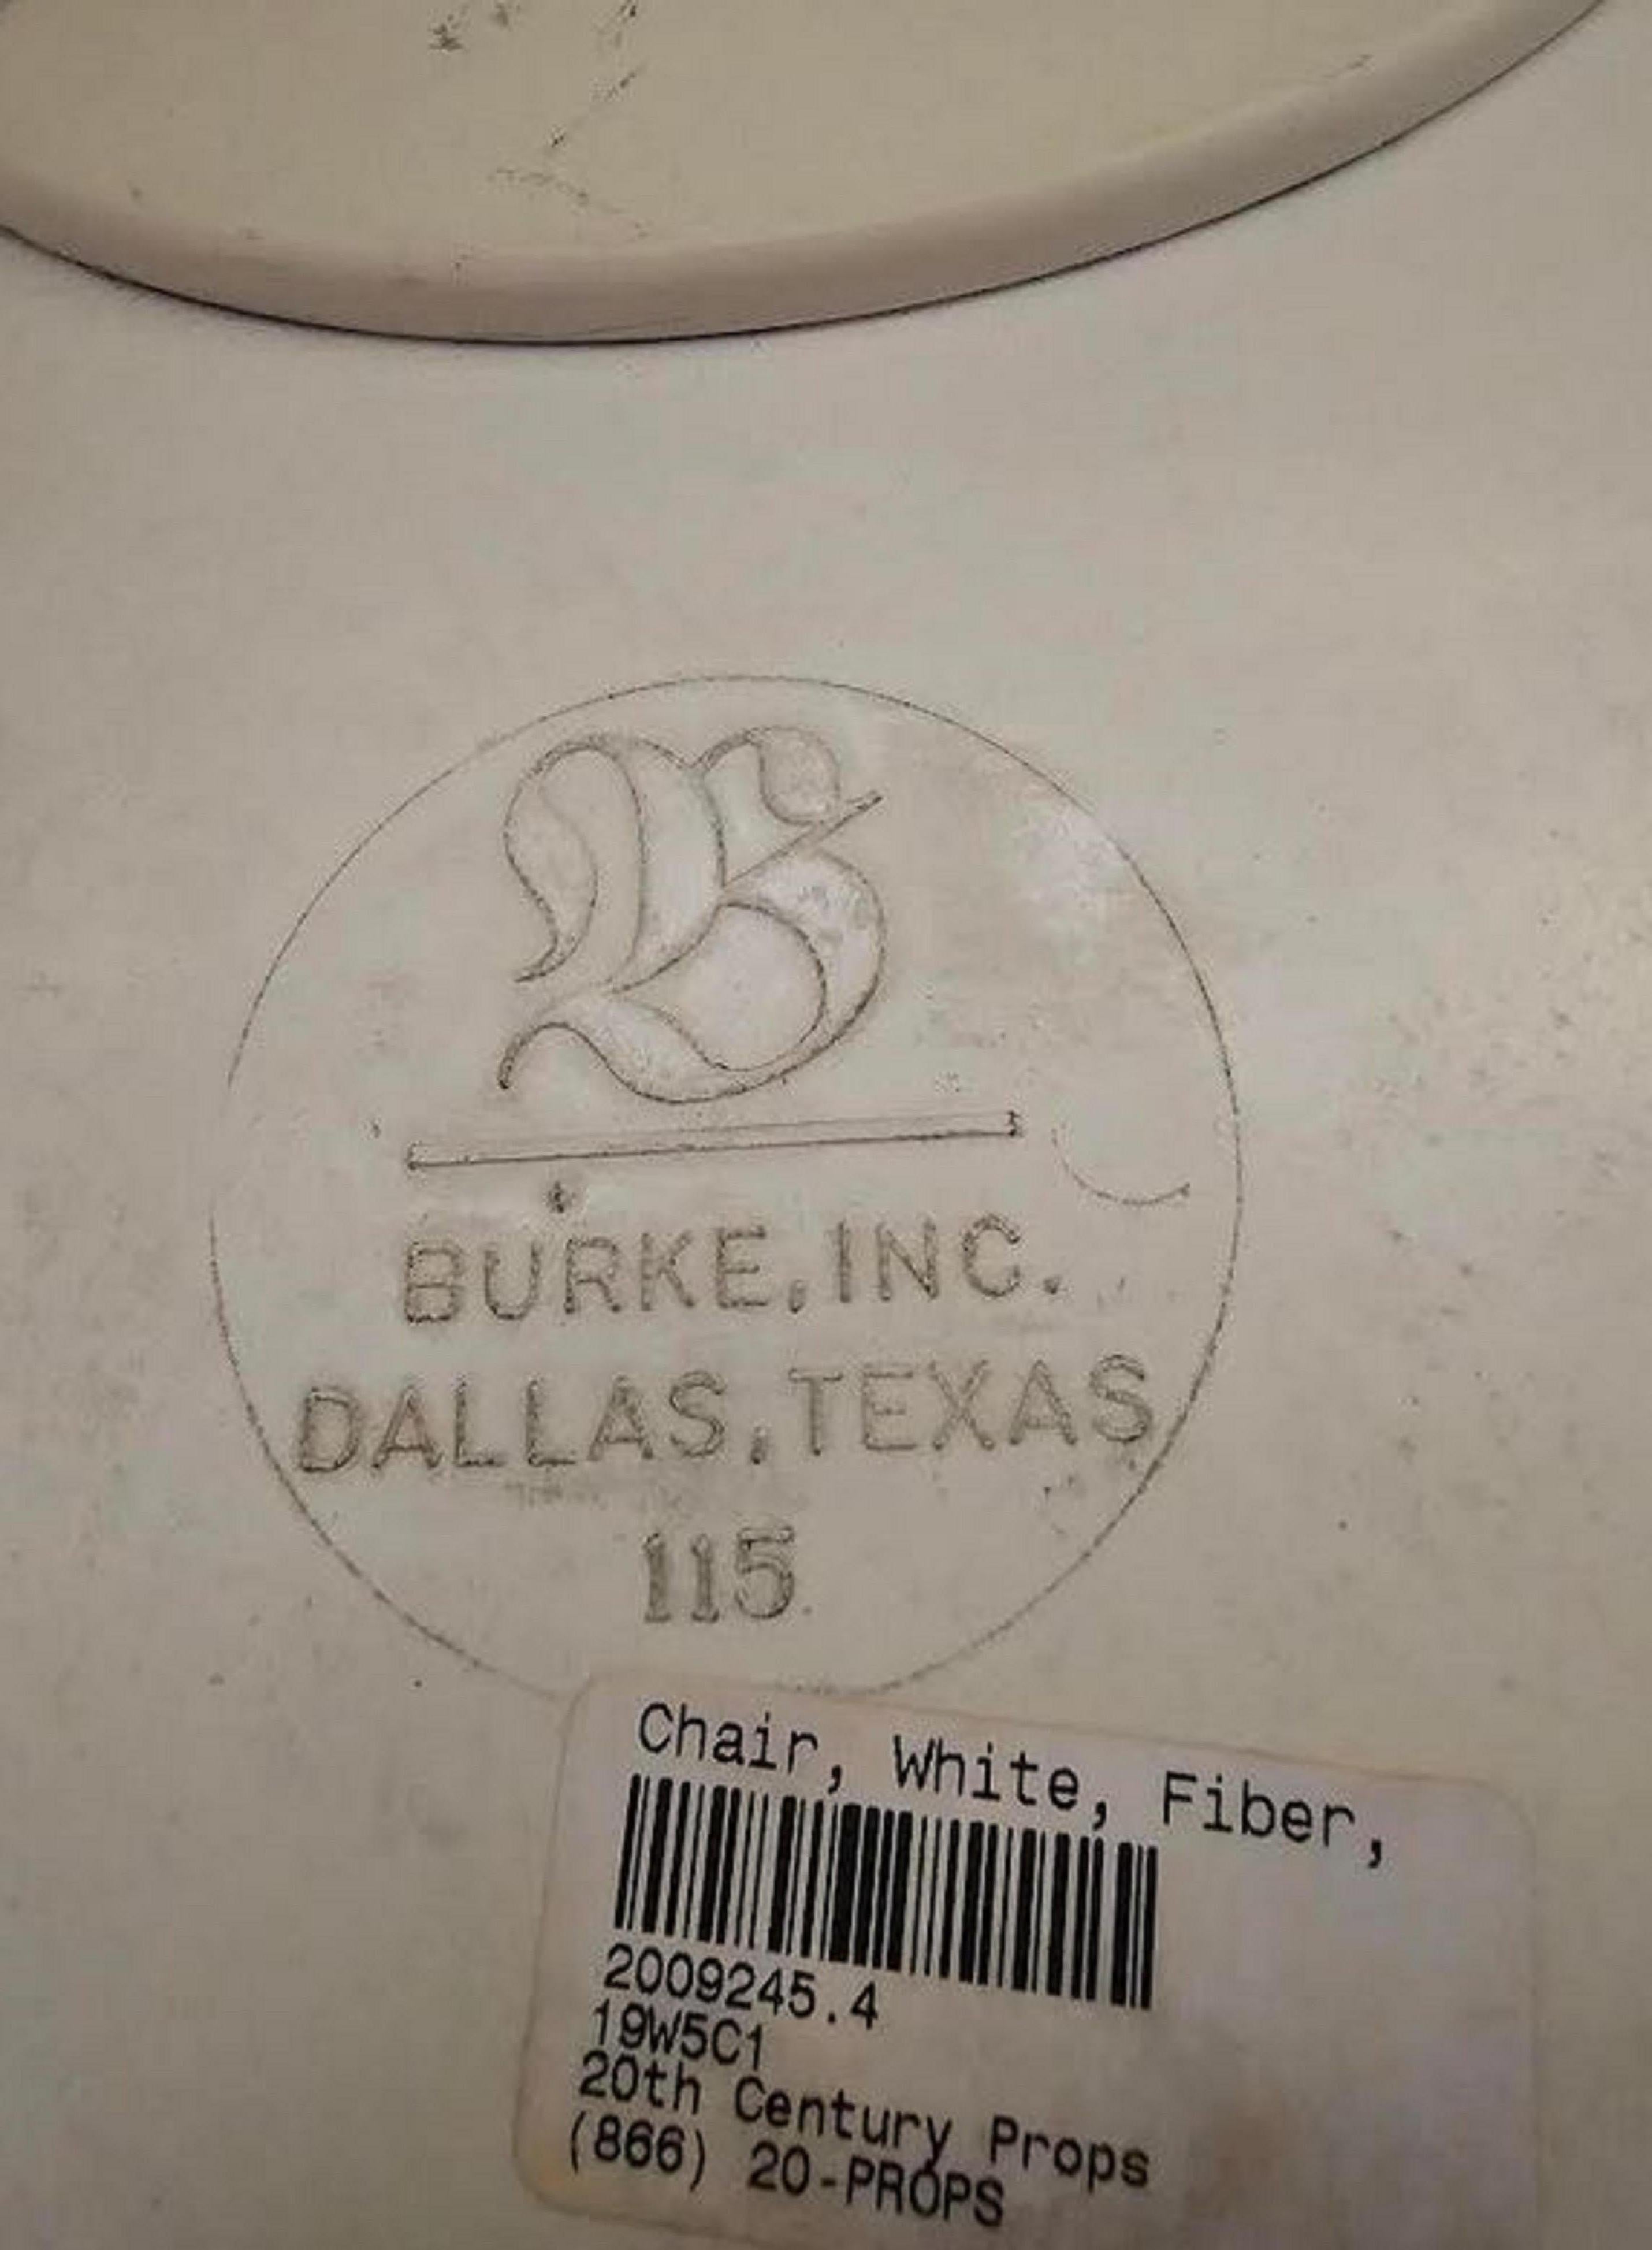 B
BURKE, INC.
DALLAS, TEXAS
115
Chair, White, Fiber,
2009245.4
19W5C1
20th Century Props
(866) 20-PROPS